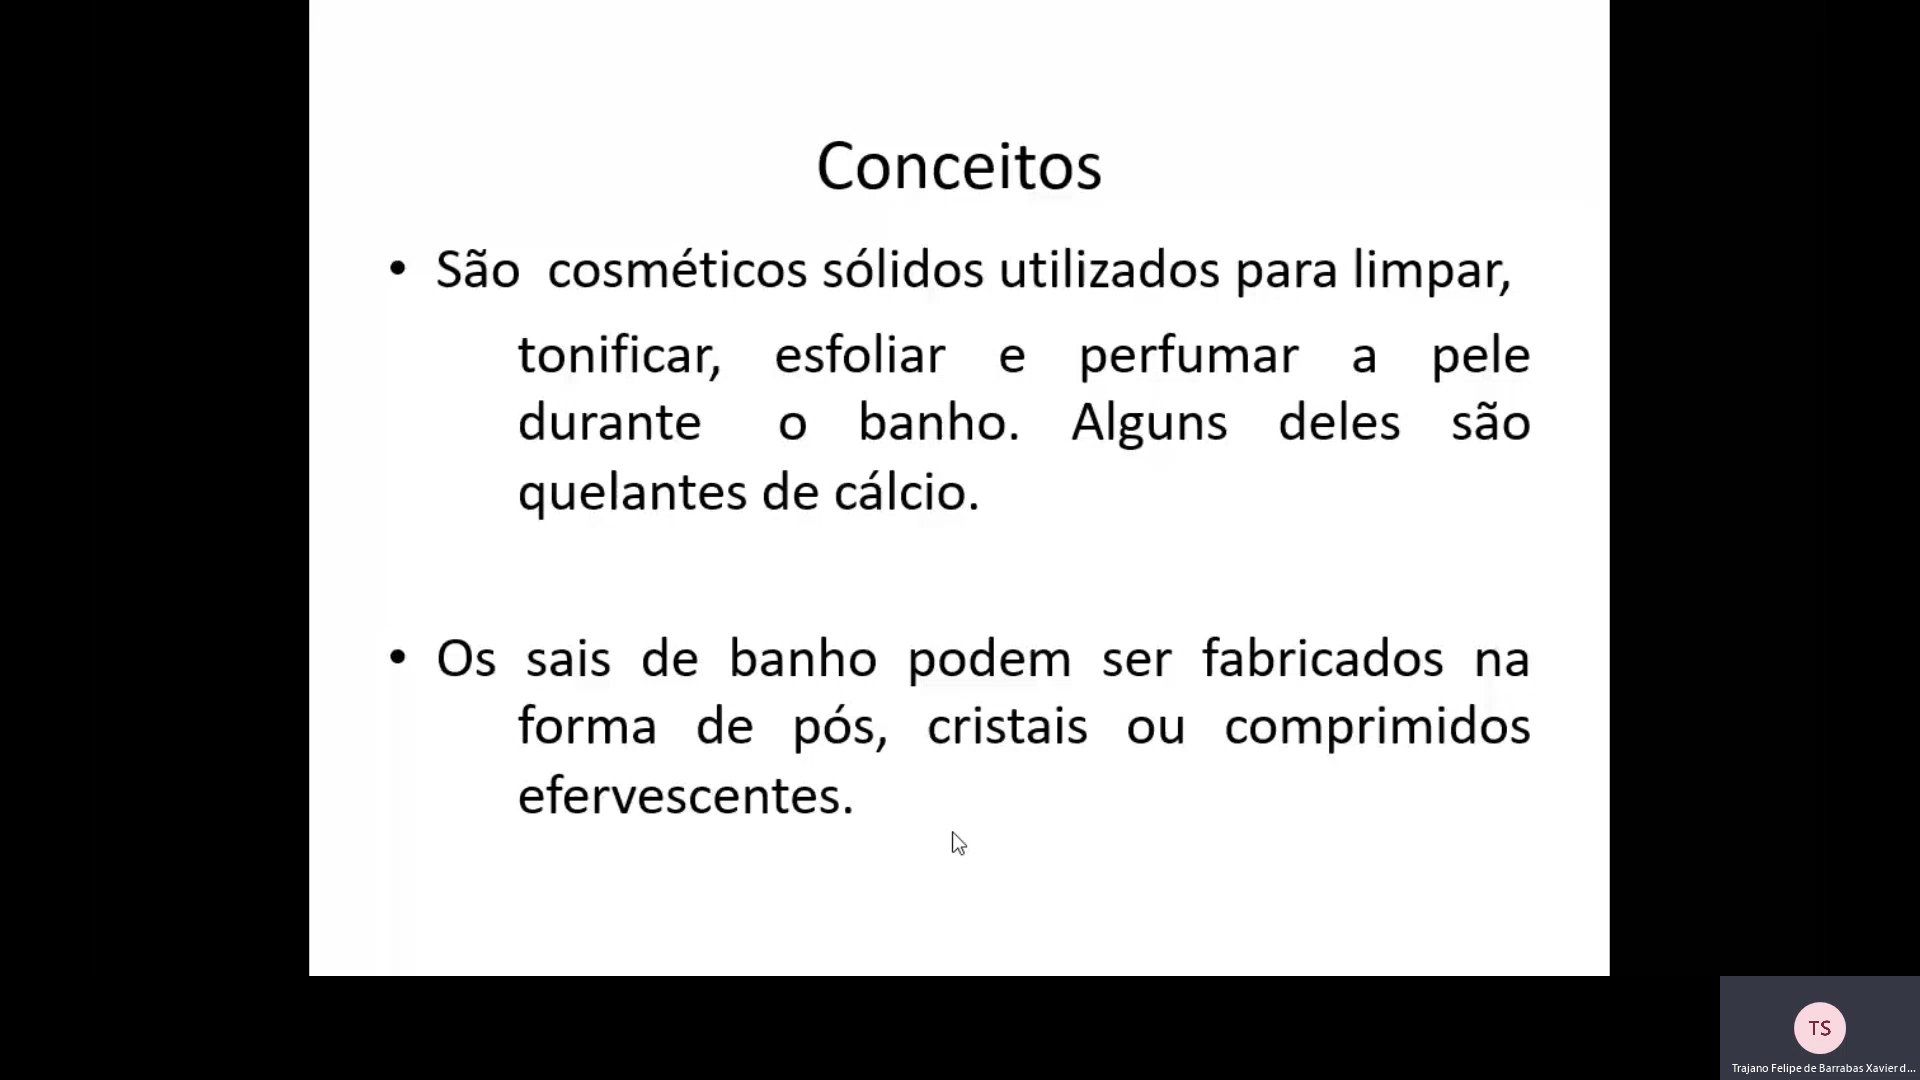 Conceitos
• São cosméticos sólidos utilizados para limpar,
tonificar, esfoliar e perfumar a pele
durante o banho. Alguns deles são
quelantes de cálcio.
• Os sais de banho podem ser fabricados na
forma de pós, cristais ou comprimidos
efervescentes.
TS
Trajano Felipe de Barrabas Xavier d...